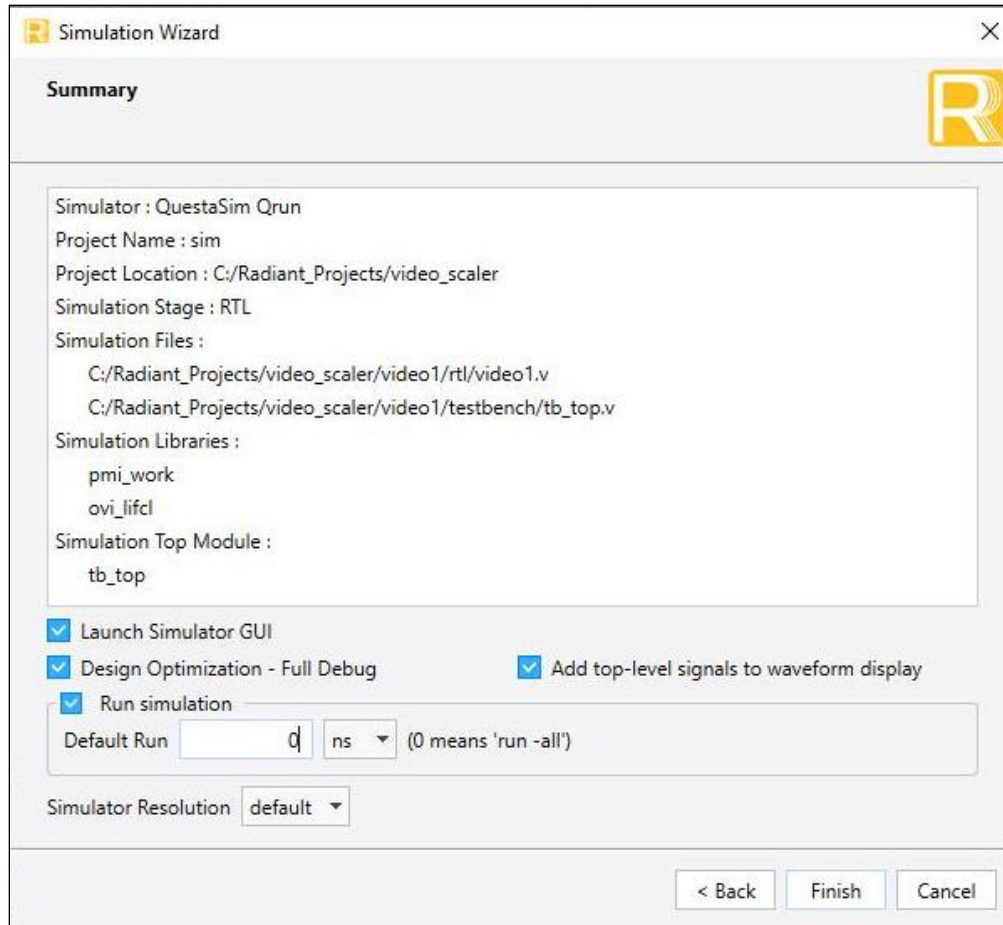 Simulation Wizard
Summary
Simulator : QuestaSim Qrun
Project Name : sim
Project Location : C:/Radiant_Projects/video_scaler
Simulation Stage : RTL
Simulation Files :
C:/Radiant_Projects/video_scaler/video1/rtl/video1.v
C:/Radiant_Projects/video_scaler/video1/testbench/tb_top.v
Simulation Libraries :
pmi_work
ovi_lifcl
Simulation Top Module :
tb_top
Launch Simulator GUI
Design Optimization - Full Debug Add top-level signals to waveform display
Run simulation
Default Run 0 ns (0 means 'run -all')
Simulator Resolution default
< Back Finish Cancel